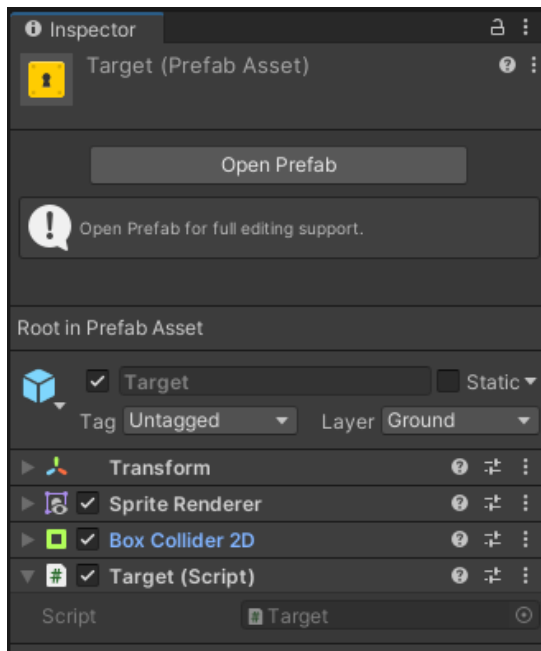 Inspector
Target (Prefab Asset)
Open Prefab
Open Prefab for full editing support.
Root in Prefab Asset
Target Static
Tag Untagged Layer Ground
Transform
Sprite Renderer
Box Collider 2D
# Target (Script)
Script # Target